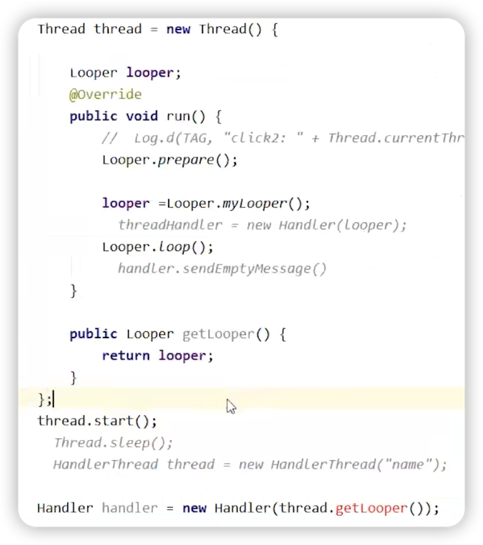 Thread thread = new Thread() {
Looper looper;
@Override
public void run() {
// Log.d(TAG, "click2: " + Thread.currentThr
Looper.prepare();
looper =Looper.myLooper();
threadHandler = new Handler(looper);
Looper.loop();
handler.sendEmptyMessage()
}
public Looper getLooper() {
return looper;
}
};
thread.start();
Thread.sleep();
HandlerThread thread = new HandlerThread("name");
Handler handler = new Handler(thread.getLooper());